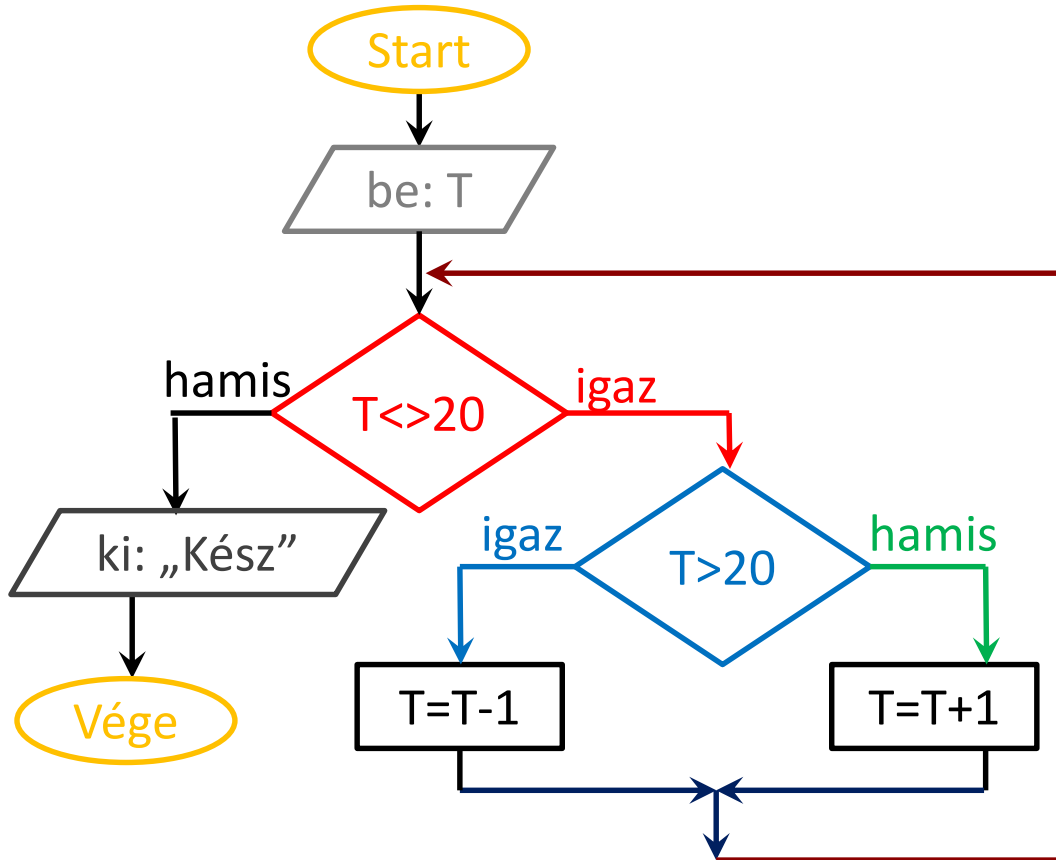 Start
be: T
hamis
igaz
T<>20
igaz
hamis
ki: „Kész”
T>20
T=T-1
T=T+1
Vége